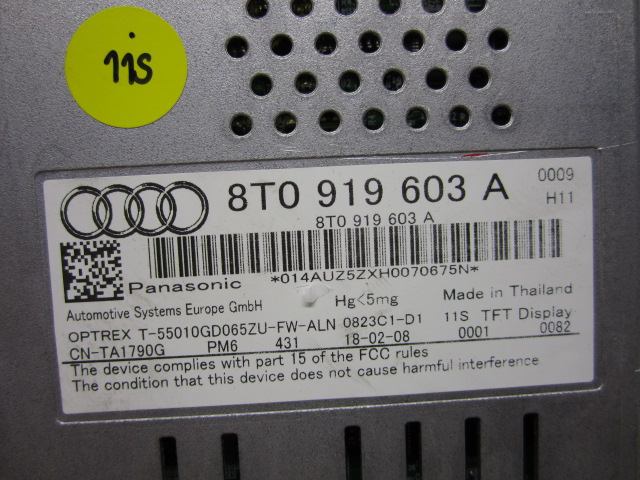 11S
8T0 919 603 A
0009
8T0 919 603 A
H11
Panasonic
*014AUZ5ZXH0070675N*
Automotive Systems Europe GmbH
Hg<5mg
Made in Thailand
OPTREX T-55010GD065ZU-FW-ALN 0823C1-D1
11S TFT Display
CN-TA1790G PM6 431 18-02-08 0001 0082
The device complies with part 15 of the FCC rules
The condition that this device does not cause harmful interference